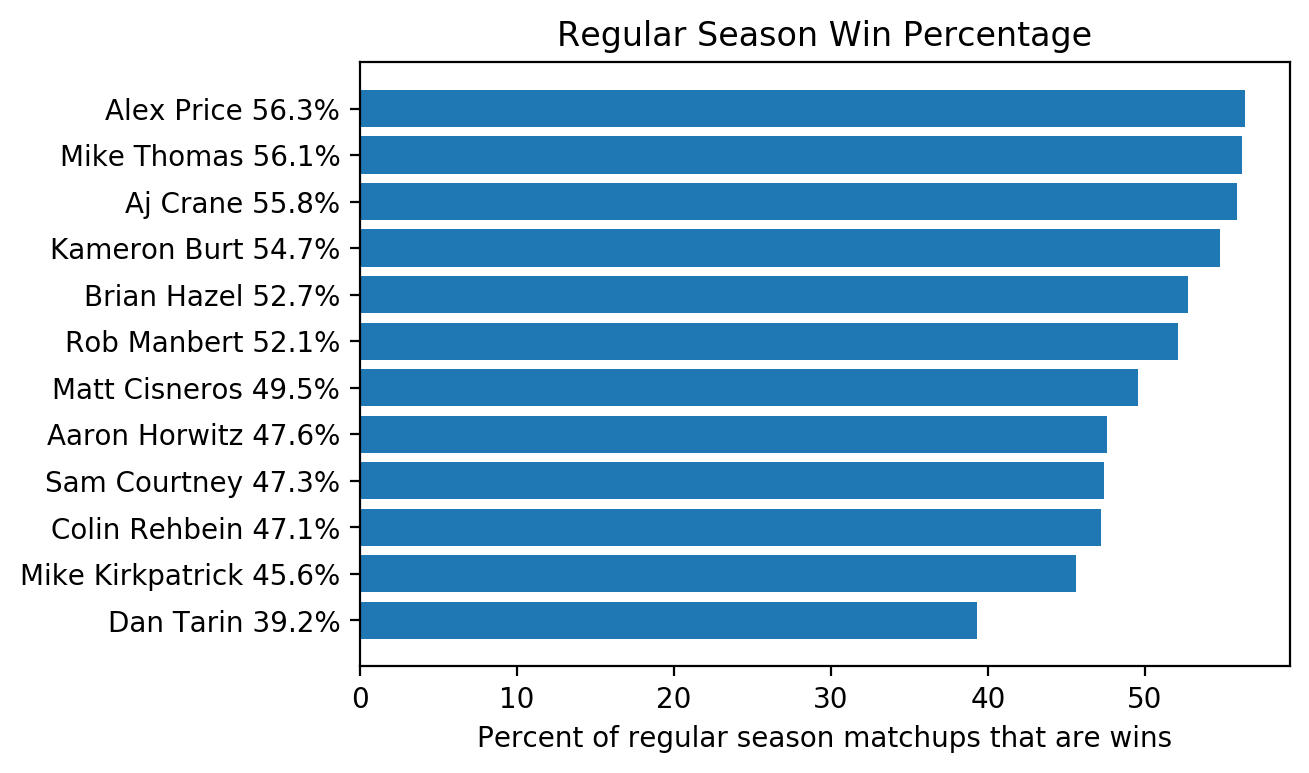 Regular Season Win Percentage
Alex Price 56.3%
Mike Thomas 56.1%
Aj Crane 55.8%
Kameron Burt 54.7%
Brian Hazel 52.7%
Rob Manbert 52.1%
Matt Cisneros 49.5%
Aaron Horwitz 47.6%
Sam Courtney 47.3%
Colin Rehbein 47.1%
Mike Kirkpatrick 45.6%
Dan Tarin 39.2%
0 10 20 30 40 50
Percent of regular season matchups that are wins